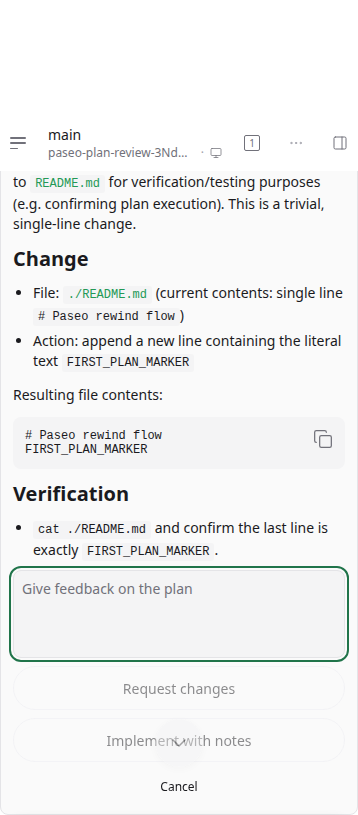 main
paseo-plan-review-3Nd...
1
to README.md for verification/testing purposes
(e.g. confirming plan execution). This is a trivial,
single-line change.
Change
File: ./README.md (current contents: single line
# Paseo rewind flow )
Action: append a new line containing the literal
text FIRST_PLAN_MARKER
Resulting file contents:
# Paseo rewind flow
FIRST_PLAN_MARKER
Verification
cat ./README.md and confirm the last line is
exactly FIRST_PLAN_MARKER .
Give feedback on the plan
Request changes
Implement with notes
Cancel